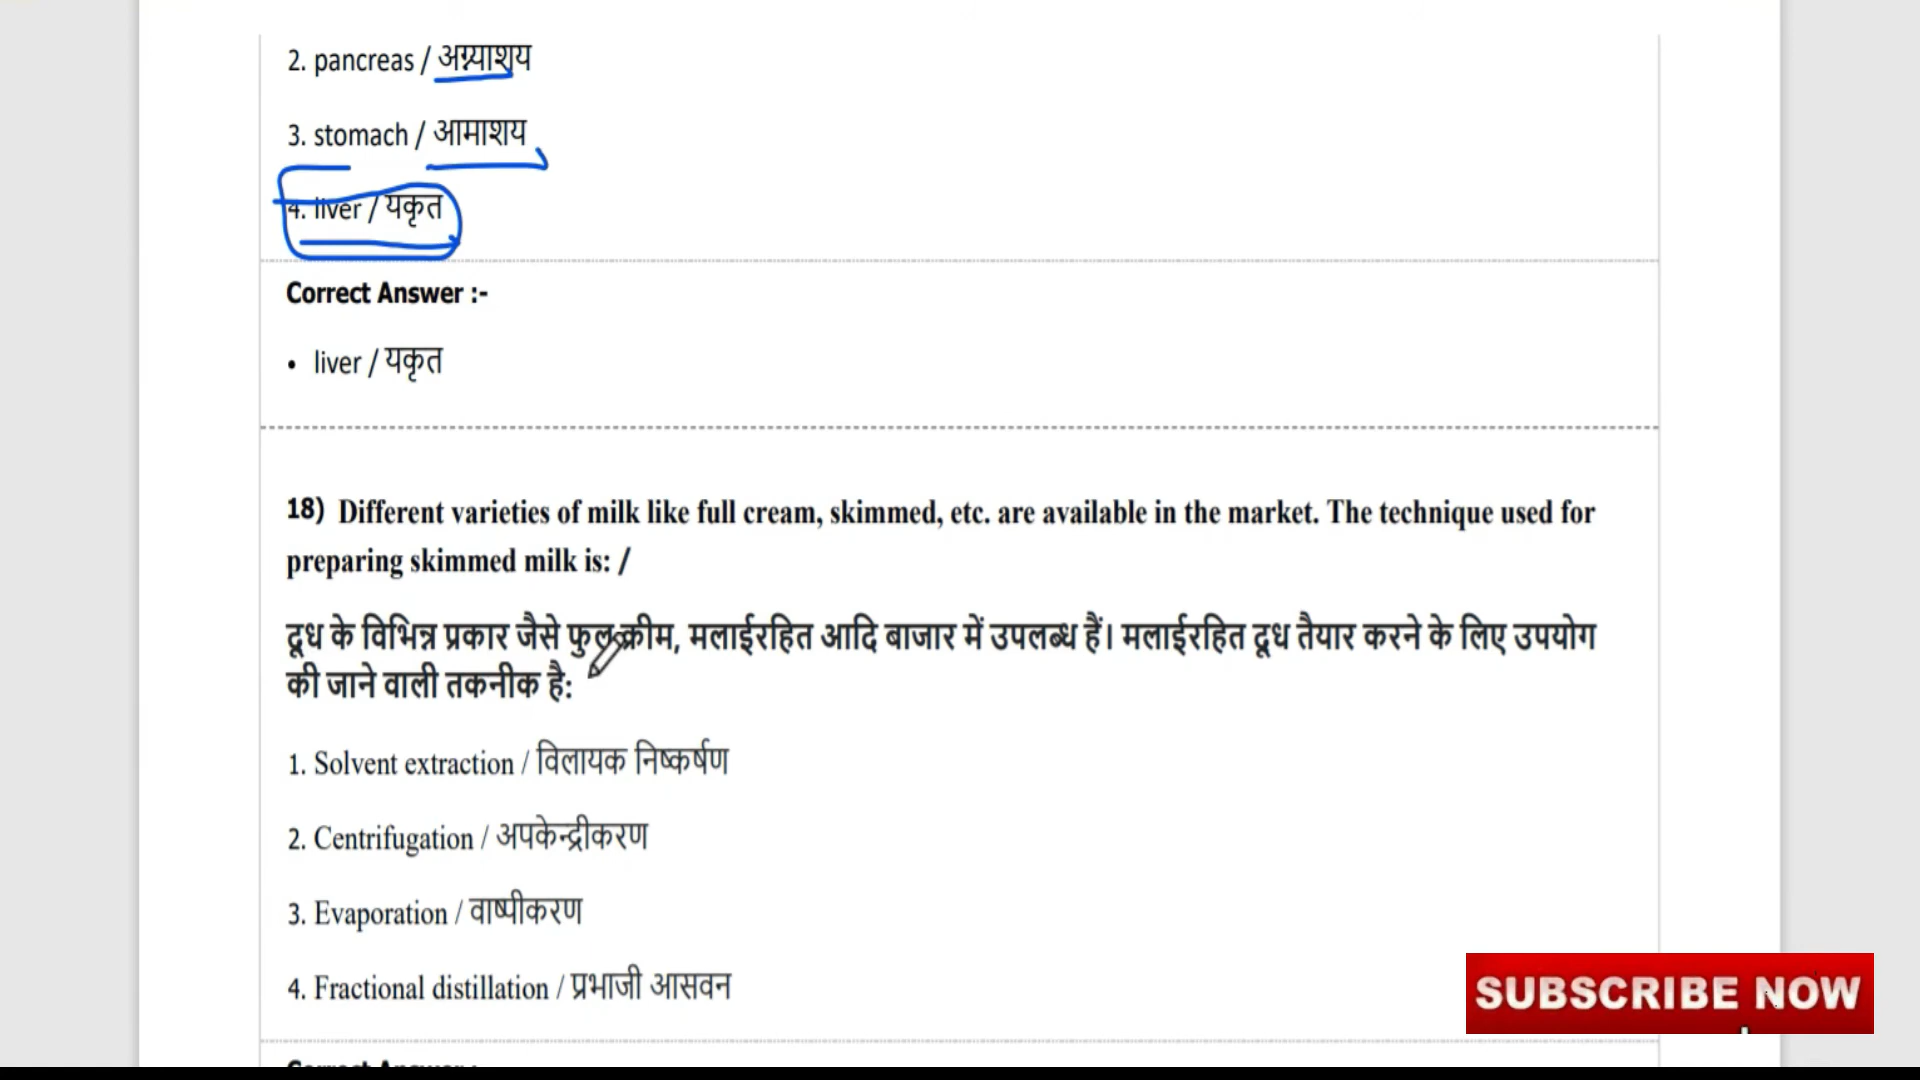 2. pancreas / अग्न्याशय
3. stomach / आमाशय
4. liver / यकृत
Correct Answer :-
• liver / यकृत
18) Different varieties of milk like full cream, skimmed, etc. are available in the market. The technique used for
preparing skimmed milk is: /
दूध के विभिन्न प्रकार जैसे फुल क्रीम, मलाईरहित आदि बाजार में उपलब्ध हैं। मलाईरहित दूध तैयार करने के लिए उपयोग
की जाने वाली तकनीक है:
1. Solvent extraction / विलायक निष्कर्षण
2. Centrifugation / अपकेन्द्रीकरण
3. Evaporation / वाष्पीकरण
4. Fractional distillation / प्रभाजी आसवन
SUBSCRIBE NOW
Correct Answer :-